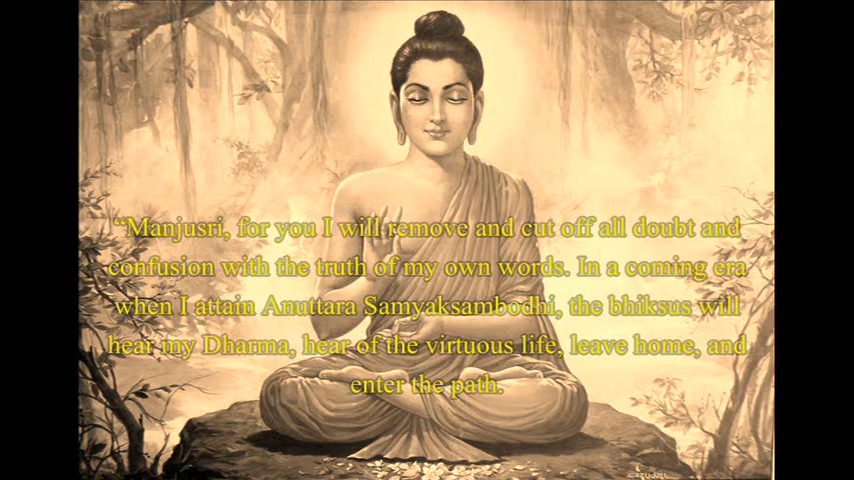 “Manjusri, for you I will remove and cut off all doubt and
confusion with the truth of my own words. In a coming era
when I attain Anuttara Samyaksambodhi, the bhiksus will
hear my Dharma, hear of the virtuous life, leave home, and
enter the path.